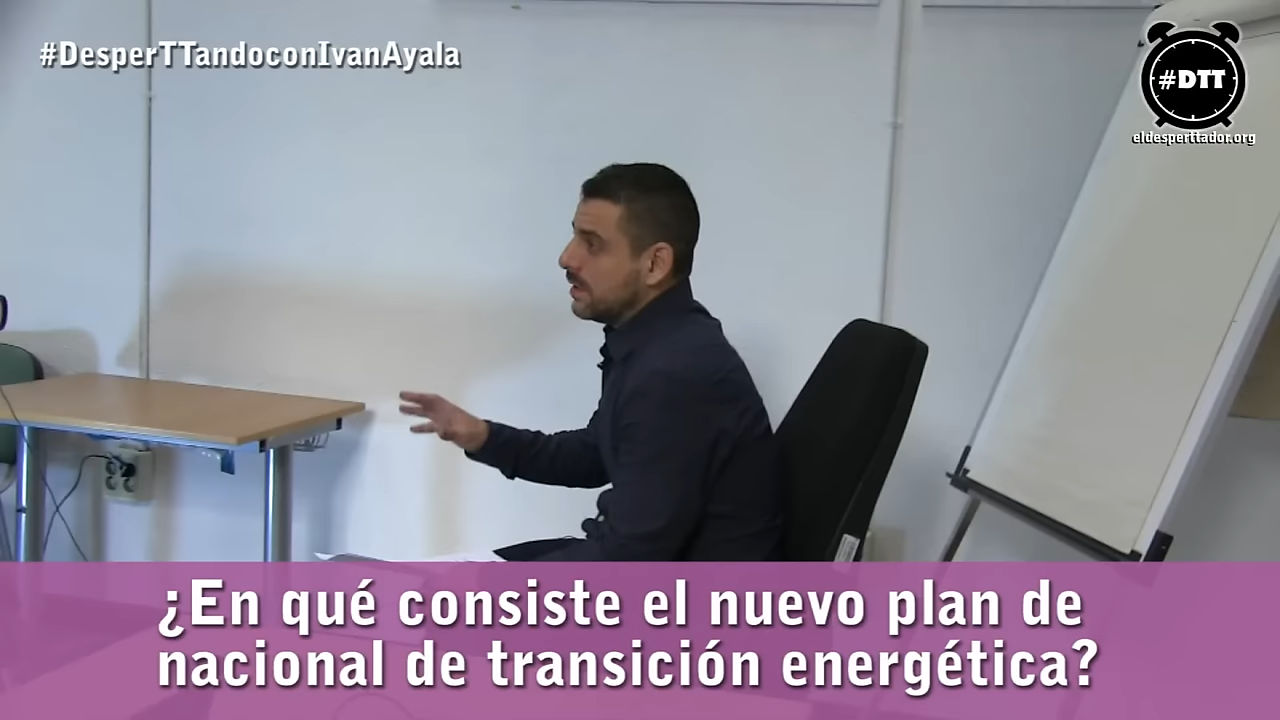 #DesperTTandoconIvanAyala
#DTT
eldesperttador.org
¿En qué consiste el nuevo plan de
nacional de transición energética?